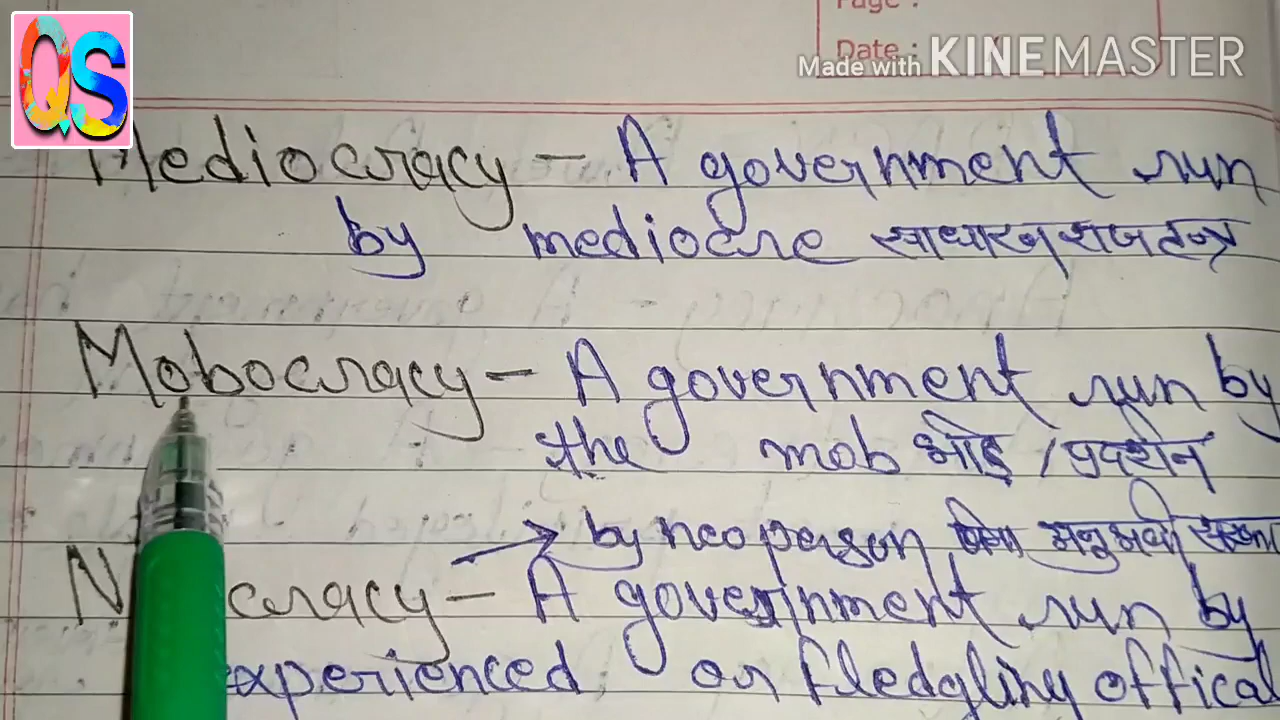 QS
Page :
Date :
Made with KINEMASTER
Mediocracy - A government run
by mediocre साधारन राजतन्त्र
Mobocracy - A government run by
the mob भीड़ / प्रदर्शन
→ by neo person, बिना अनुभवी
N cracy - A government run by
experienced or fledgling offical